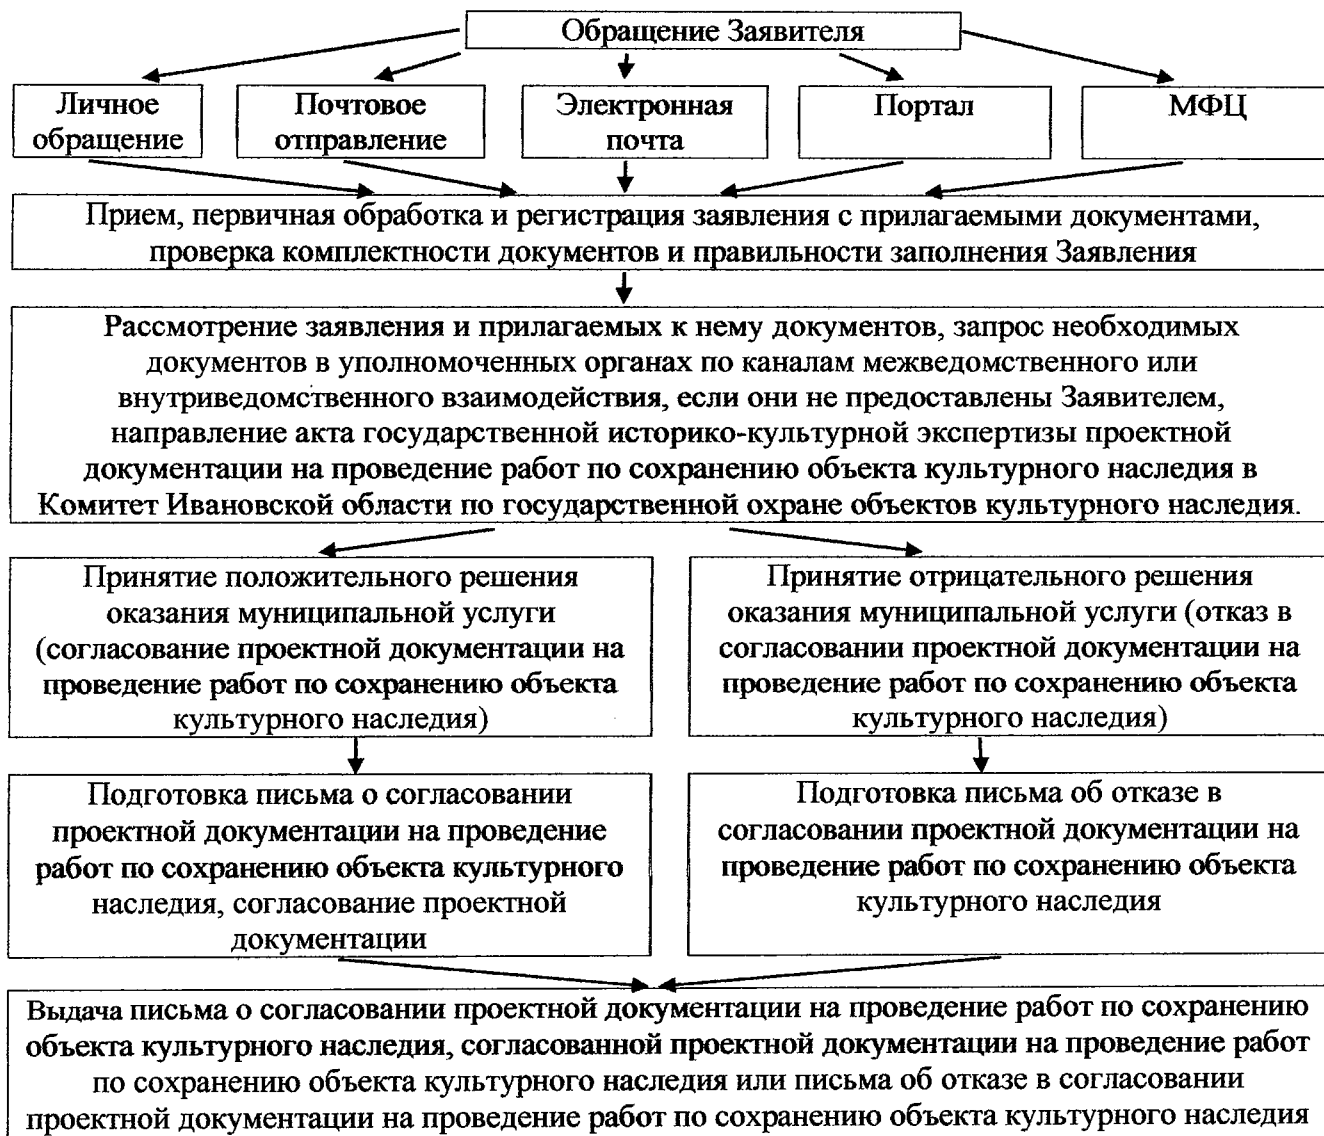 Обращение Заявителя
Личное
обращение
Почтовое
отправление
Электронная
почта
Портал
МФЦ
Прием, первичная обработка и регистрация заявления с прилагаемыми документами,
проверка комплектности документов и правильности заполнения Заявления
Рассмотрение заявления и прилагаемых к нему документов, запрос необходимых
документов в уполномоченных органах по каналам межведомственного или
внутриведомственного взаимодействия, если они не предоставлены Заявителем,
направление акта государственной историко-культурной экспертизы проектной
документации на проведение работ по сохранению объекта культурного наследия в
Комитет Ивановской области по государственной охране объектов культурного наследия.
Принятие положительного решения
оказания муниципальной услуги
(согласование проектной документации на
проведение работ по сохранению объекта
культурного наследия)
Принятие отрицательного решения
оказания муниципальной услуги (отказ в
согласовании проектной документации на
проведение работ по сохранению объекта
культурного наследия)
Подготовка письма о согласовании
проектной документации на проведение
работ по сохранению объекта культурного
наследия, согласование проектной
документации
Подготовка письма об отказе в
согласовании проектной документации на
проведение работ по сохранению объекта
культурного наследия
Выдача письма о согласовании проектной документации на проведение работ по сохранению
объекта культурного наследия, согласованной проектной документации на проведение работ
по сохранению объекта культурного наследия или письма об отказе в согласовании
проектной документации на проведение работ по сохранению объекта культурного наследия